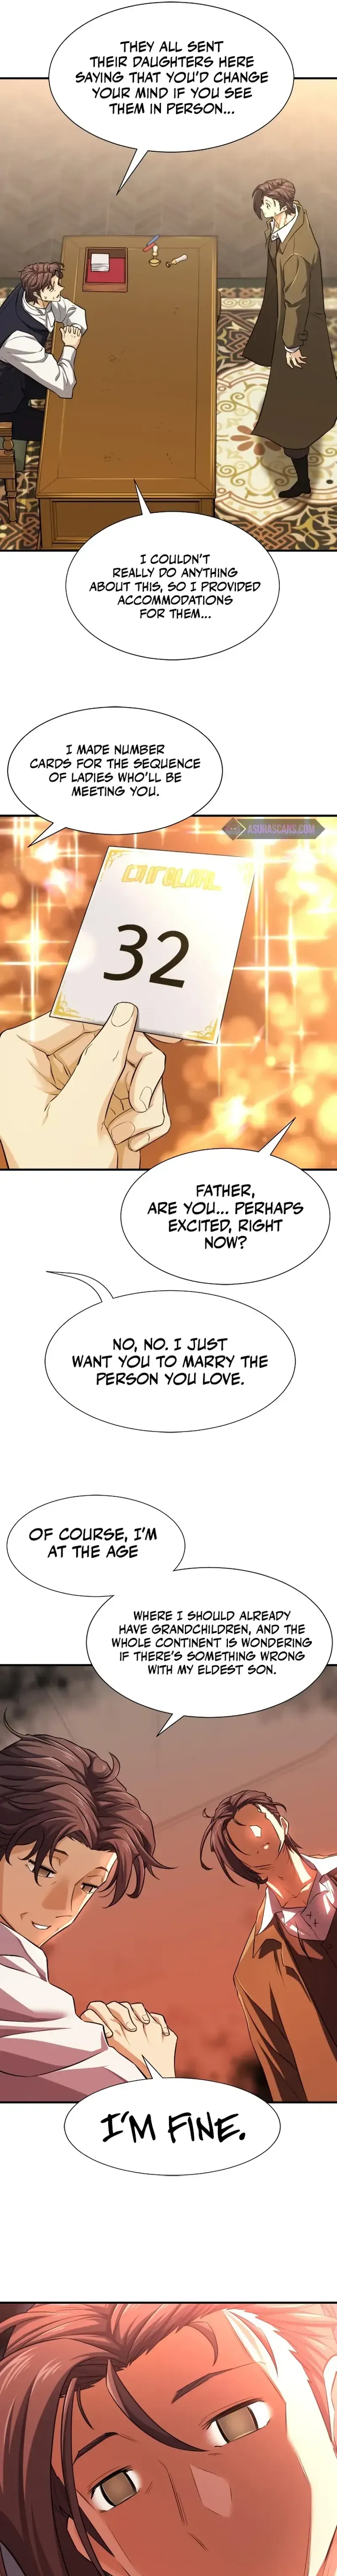 THEY ALL SENT
THEIR DAUGHTERS HERE
SAYING THAT YOU'D CHANGE
YOUR MIND IF YOU SEE
THEM IN PERSON...
I COULDN'T
REALLY DO ANYTHING
ABOUT THIS, SO I PROVIDED
ACCOMMODATIONS
FOR THEM...
I MADE NUMBER
CARDS FOR THE SEQUENCE
OF LADIES WHO'LL BE
MEETING YOU.
ASURASCANS.COM
32
FATHER,
ARE YOU... PERHAPS
EXCITED, RIGHT
NOW?
NO, NO. I JUST
WANT YOU TO MARRY THE
PERSON YOU LOVE.
OF COURSE, I'M
AT THE AGE
WHERE I SHOULD ALREADY
HAVE GRANDCHILDREN, AND THE
WHOLE CONTINENT IS WONDERING
IF THERE'S SOMETHING WRONG
WITH MY ELDEST SON.
I'M FINE.